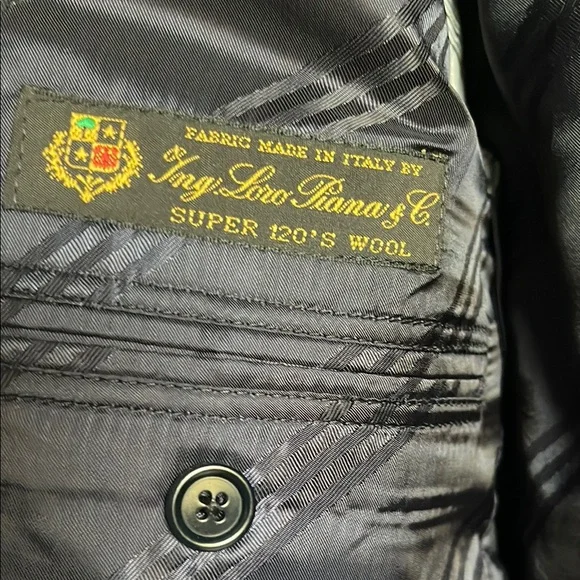 FABRIC MADE IN ITALY BY
Ing. Loro Piana & C.
SUPER 120'S WOOL